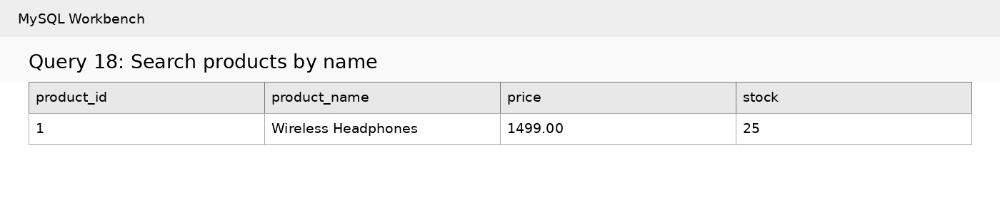 MySQL Workbench
Query 18: Search products by name
product_id product_name price stock
1 Wireless Headphones 1499.00 25